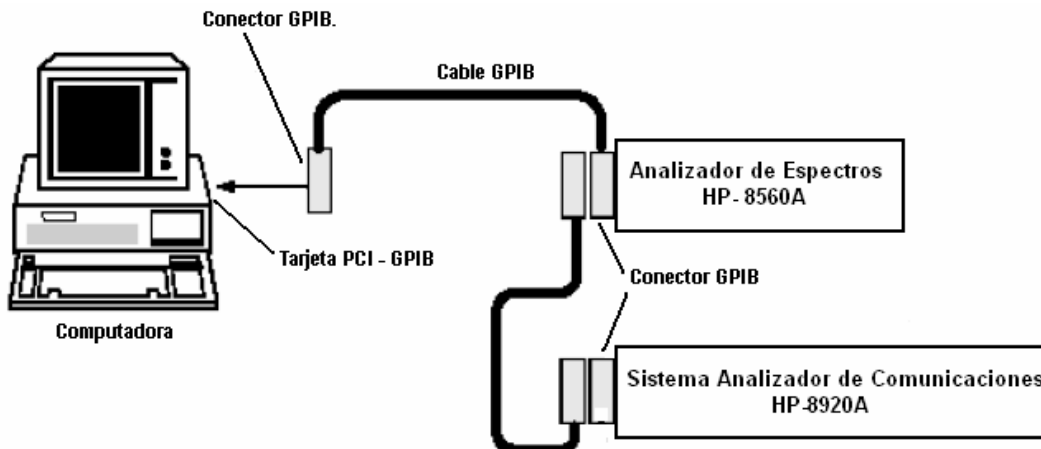 Conector GPIB.
Cable GPIB
Analizador de Espectros
HP- 8560A
Tarjeta PCI - GPIB
Conector GPIB
Computadora
Sistema Analizador de Comunicaciones
HP-8920A